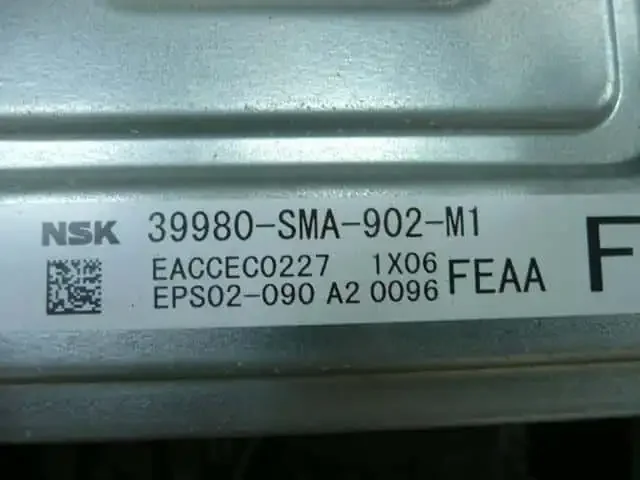 NSK 39980-SMA-902-M1
EACCEC0227 1X06
EPS02-090 A2 0096 FEAA
F